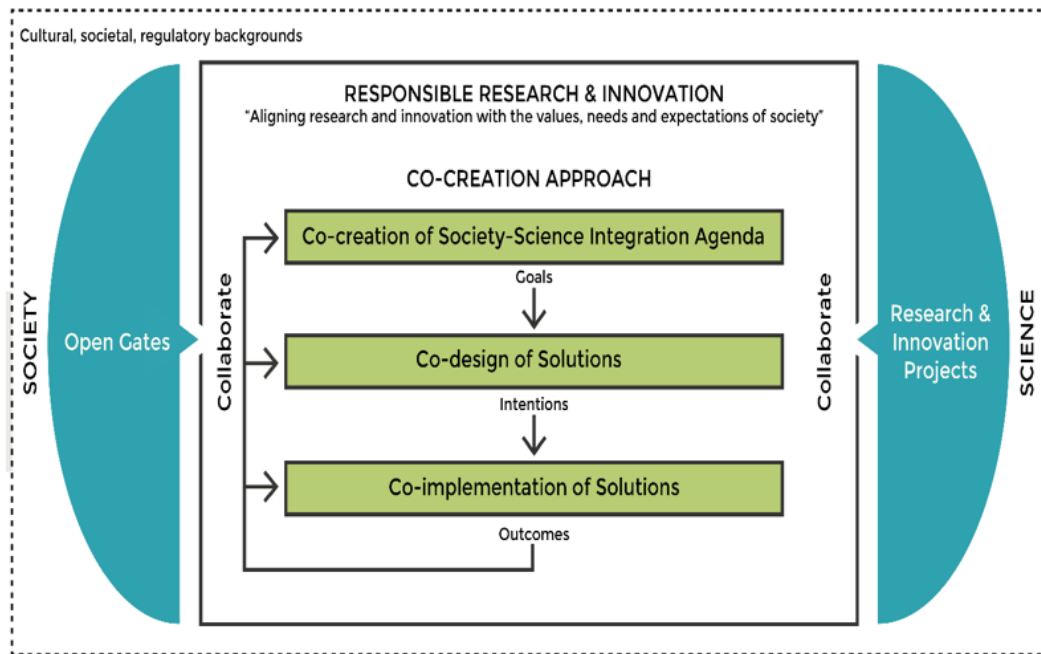 Cultural, societal, regulatory backgrounds
RESPONSIBLE RESEARCH & INNOVATION
“Aligning research and innovation with the values, needs and expectations of society”
CO-CREATION APPROACH
Co-creation of Society-Science Integration Agenda
Goals
Co-design of Solutions
Intentions
Co-implementation of Solutions
Outcomes
SOCIETY
Open Gates
Collaborate
Collaborate
Research &
Innovation
Projects
SCIENCE